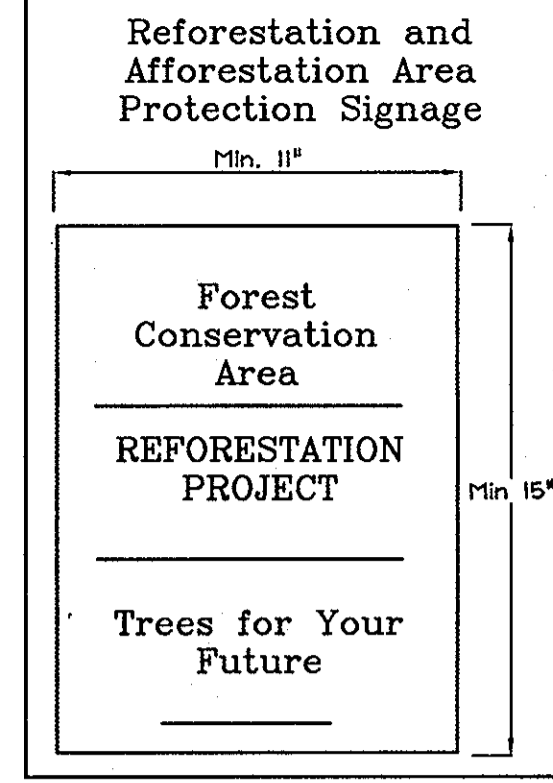 Reforestation and
Afforestation Area
Protection Signage
Min. 11"
Forest
Conservation
Area
REFORESTATION
PROJECT
Min 15"
Trees for Your
Future